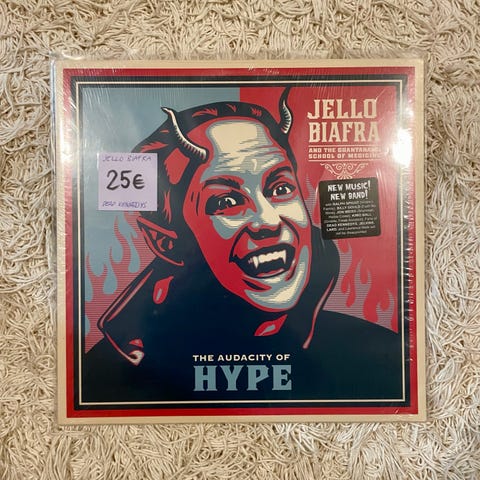 JELLO
BIAFRA
AND THE GUANTANAMO
SCHOOL OF MEDICINE
JELLO BIAFRA
25€
DEAD KENNEDYS
NEW MUSIC!
NEW BAND!
THE AUDACITY OF
HYPE